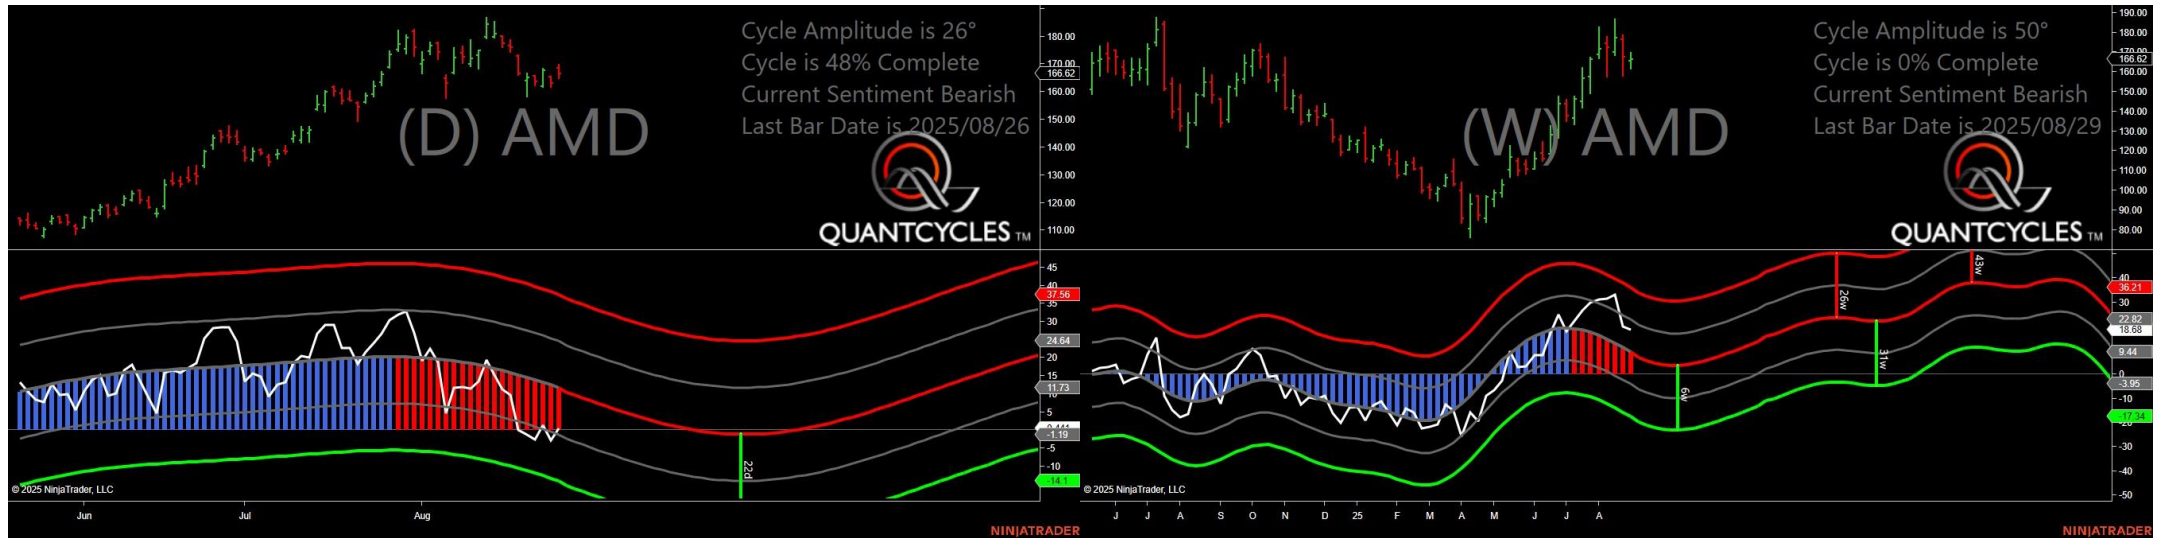 Cycle Amplitude is 26°
Cycle is 48% Complete
Current Sentiment Bearish
Last Bar Date is 2025/08/26
(D) AMD
QUANTCYCLES TM
180.00
170.00
166.62
160.00
150.00
140.00
130.00
120.00
110.00
45
40
37.56
35
30
24.64
20
15
11.73
10
5
-1.19
-5
-10
-14.1
22d
© 2025 NinjaTrader, LLC
Jun Jul Aug
NINJATRADER
Cycle Amplitude is 50°
Cycle is 0% Complete
Current Sentiment Bearish
Last Bar Date is 2025/08/29
(W) AMD
QUANTCYCLES TM
190.00
180.00
170.00
166.62
160.00
150.00
140.00
130.00
120.00
110.00
100.00
90.00
80.00
43w
26w
31w
6w
40
36.21
30
22.82
18.68
9.44
0
-3.95
-10
-17.34
-20
-30
-40
-50
© 2025 NinjaTrader, LLC
J J A S O N D 25 F M A M J J A
NINJATRADER